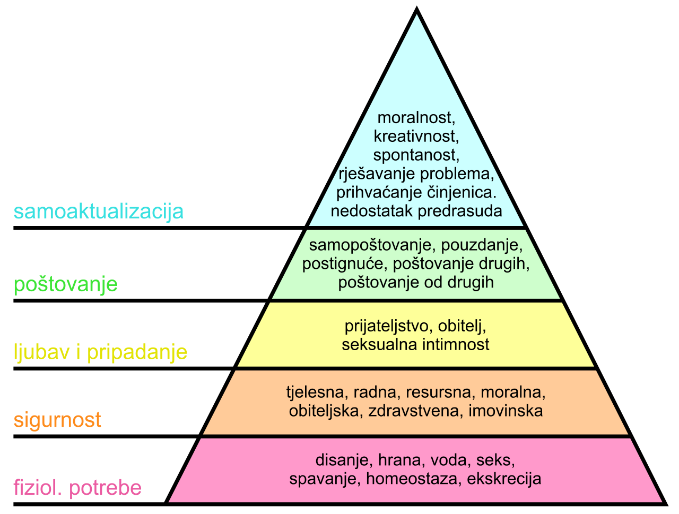 moralnost,
kreativnost,
spontanost,
rješavanje problema,
prihvaćanje činjenica.
nedostatak predrasuda
samoaktualizacija
samopoštovanje, pouzdanje,
postignuće, poštovanje drugih,
poštovanje od drugih
poštovanje
prijateljstvo, obitelj,
seksualna intimnost
ljubav i pripadanje
tjelesna, radna, resursna, moralna,
obiteljska, zdravstvena, imovinska
sigurnost
disanje, hrana, voda, seks,
spavanje, homeostaza, ekskrecija
fiziol. potrebe